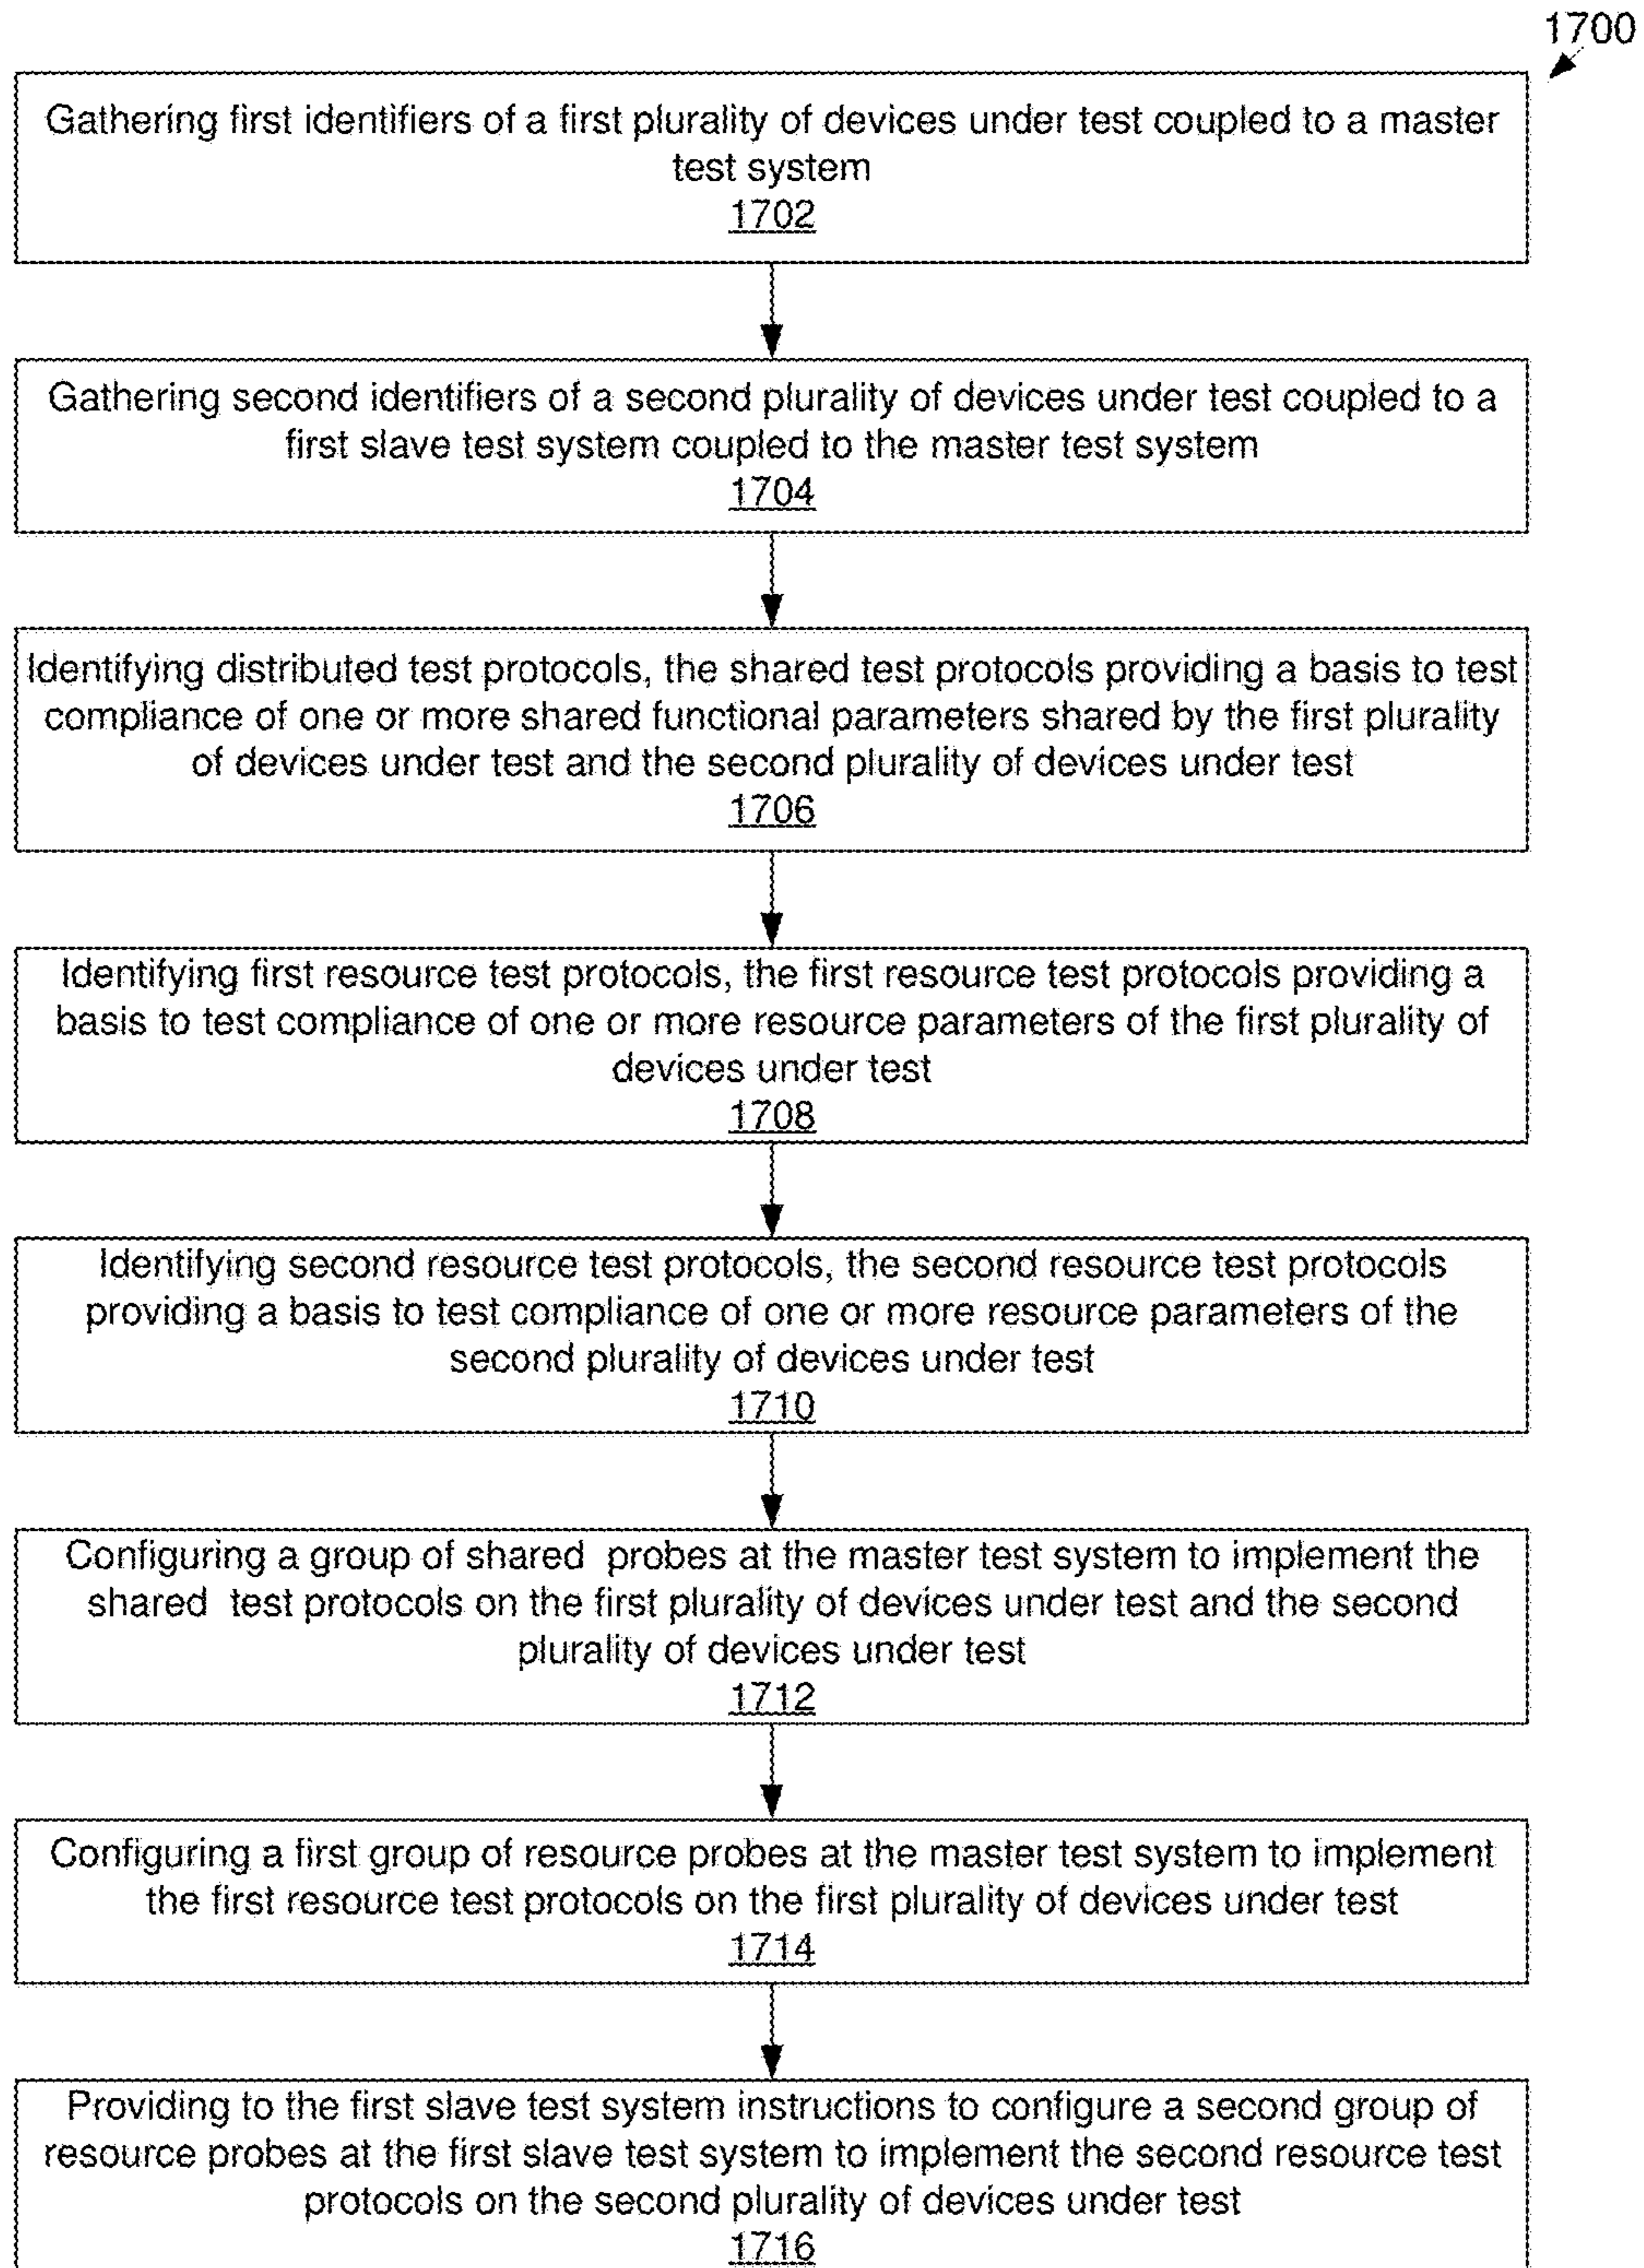 1700
Gathering first identifiers of a first plurality of devices under test coupled to a master
test system
1702
Gathering second identifiers of a second plurality of devices under test coupled to a
first slave test system coupled to the master test system
1704
Identifying distributed test protocols, the shared test protocols providing a basis to test
compliance of one or more shared functional parameters shared by the first plurality
of devices under test and the second plurality of devices under test
1706
Identifying first resource test protocols, the first resource test protocols providing a
basis to test compliance of one or more resource parameters of the first plurality of
devices under test
1708
Identifying second resource test protocols, the second resource test protocols
providing a basis to test compliance of one or more resource parameters of the
second plurality of devices under test
1710
Configuring a group of shared probes at the master test system to implement the
shared test protocols on the first plurality of devices under test and the second
plurality of devices under test
1712
Configuring a first group of resource probes at the master test system to implement
the first resource test protocols on the first plurality of devices under test
1714
Providing to the first slave test system instructions to configure a second group of
resource probes at the first slave test system to implement the second resource test
protocols on the second plurality of devices under test
1716